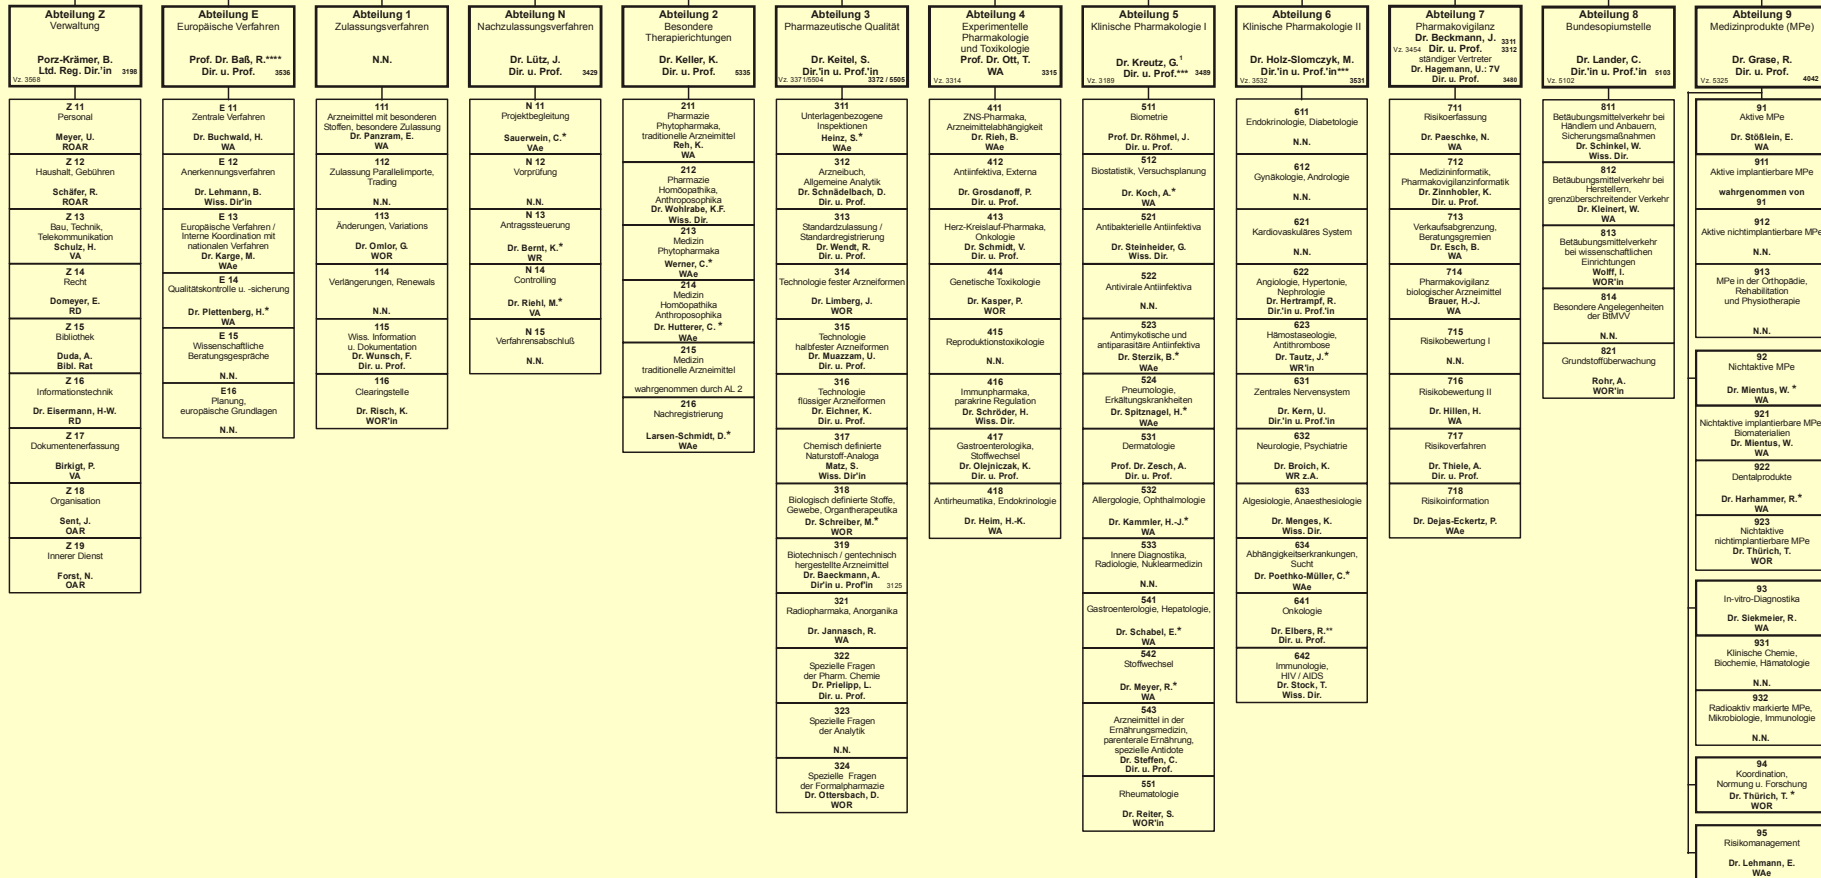 Abteilung Z
Verwaltung
Porz-Krämer, B.
Ltd. Reg. Dir.'in 3198
Vz. 3568
Z 11
Personal
Meyer, U.
ROAR
Z 12
Haushalt, Gebühren
Schäfer, R.
ROAR
Z 13
Bau, Technik,
Telekommunikation
Schulz, H.
VA
Z 14
Recht
Domeyer, E.
RD
Z 15
Bibliothek
Duda, A.
Bibl. Rat
Z 16
Informationstechnik
Dr. Eisermann, H-W.
RD
Z 17
Dokumentenerfassung
Birkigt, P.
VA
Z 18
Organisation
Sent, J.
OAR
Z 19
Innerer Dienst
Forst, N.
OAR
Abteilung E
Europäische Verfahren
Prof. Dr. Baß, R.****
Dir. u. Prof. 3536
E 11
Zentrale Verfahren
Dr. Buchwald, H.
WA
E 12
Anerkennungsverfahren
Dr. Lehmann, B.
Wiss. Dir'in
E 13
Europäische Verfahren /
Interne Koordination mit
nationalen Verfahren
Dr. Karge, M.
WAe
E 14
Qualitätskontrolle u. -sicherung
Dr. Plettenberg, H.*
WA
E 15
Wissenschaftliche
Beratungsgespräche
N.N.
E16
Planung,
europäische Grundlagen
N.N.
Abteilung 1
Zulassungsverfahren
N.N.
111
Arzneimittel mit besonderen
Stoffen, besondere Zulassung
Dr. Panzram, E.
WA
112
Zulassung Parallelimporte,
Trading
N.N.
113
Änderungen, Variations
Dr. Omlor, G.
WOR
114
Verlängerungen, Renewals
N.N.
115
Wiss. Information
u. Dokumentation
Dr. Wunsch, F.
Dir. u. Prof.
116
Clearingstelle
Dr. Risch, K.
WOR'in
Abteilung N
Nachzulassungsverfahren
Dr. Lütz, J.
Dir. u. Prof. 3429
N 11
Projektbegleitung
Sauerwein, C.*
VAe
N 12
Vorprüfung
N.N.
N 13
Antragssteuerung
Dr. Bernt, K.*
WR
N 14
Controlling
Dr. Riehl, M.*
VA
N 15
Verfahrensabschluß
N.N.
Abteilung 2
Besondere
Therapierichtungen
Dr. Keller, K.
Dir. u. Prof. 5335
211
Pharmazie
Phytopharmaka,
traditionelle Arzneimittel
Reh, K.
WA
212
Pharmazie
Homöopathika,
Anthroposophika
Dr. Wohlrabe, K.F.
Wiss. Dir.
213
Medizin
Phytopharmaka
Werner, C.*
WAe
214
Medizin
Homöopathika
Anthroposophika
Dr. Hutterer, C. *
WAe
215
Medizin
traditionelle Arzneimittel
wahrgenommen durch AL 2
216
Nachregistrierung
Larsen-Schmidt, D.*
WAe
Abteilung 3
Pharmazeutische Qualität
Dr. Keitel, S.
Dir.'in u. Prof.'in
Vz. 3371/5504 3372 / 5505
311
Unterlagenbezogene
Inspektionen
Heinz, S.*
WAe
312
Arzneibuch,
Allgemeine Analytik
Dr. Schnädelbach, D.
Dir. u. Prof.
313
Standardzulassung /
Standardregistrierung
Dr. Wendt, R.
Dir. u. Prof.
314
Technologie fester Arzneiformen
Dr. Limberg, J.
WOR
315
Technologie
halbfester Arzneiformen
Dr. Muazzam, U.
Dir. u. Prof.
316
Technologie
flüssiger Arzneiformen
Dr. Eichner, K.
Dir. u. Prof.
317
Chemisch definierte
Naturstoff-Analoga
Matz, S.
Wiss. Dir'in
318
Biologisch definierte Stoffe,
Gewebe, Organtherapeutika
Dr. Schreiber, M.*
WOR
319
Biotechnisch / gentechnisch
hergestellte Arzneimittel
Dr. Baeckmann, A.
Dir'in u. Prof'in 3125
321
Radiopharmaka, Anorganika
Dr. Jannasch, R.
WA
322
Spezielle Fragen
der Pharm. Chemie
Dr. Prielipp, L.
Dir. u. Prof.
323
Spezielle Fragen
der Analytik
N.N.
324
Spezielle Fragen
der Formalpharmazie
Dr. Ottersbach, D.
WOR
Abteilung 4
Experimentelle
Pharmakologie
und Toxikologie
Prof. Dr. Ott, T.
WA
Vz. 3314 3315
411
ZNS-Pharmaka,
Arzneimittelabhängigkeit
Dr. Rieh, B.
Dir. u. Prof.
412
Antiinfektiva, Externa
Dr. Grosdanoff, P.
Dir. u. Prof.
413
Herz-Kreislauf-Pharmaka,
Onkologie
Dr. Schmidt, V.
Dir. u. Prof.
414
Genetische Toxikologie
Dr. Kasper, P.
WOR
415
Reproduktionstoxikologie
N.N.
416
Immunpharmaka,
parakrine Regulation
Dr. Schröder, H.
Wiss. Dir.
417
Gastroenterologika,
Stoffwechsel
Dr. Olejniczak, K.
Dir. u. Prof.
418
Antirheumatika, Endokrinologie
Dr. Heim, H.-K.
WA
Abteilung 5
Klinische Pharmakologie I
Dr. Kreutz, G.¹
Dir. u. Prof.*** 3489
Vz. 3189
511
Biometrie
Prof. Dr. Röhmel, J.
Dir. u. Prof.
512
Biostatistik, Versuchsplanung
Dr. Koch, A.*
WA
521
Antibakterielle Antiinfektiva
Dr. Steinheider, G.
Wiss. Dir.
522
Antivirale Antiinfektiva
N.N.
523
Antimykotische und
antiparasitäre Antiinfektiva
Dr. Sterzik, B.*
WAe
524
Pneumologie,
Erkältungskrankheiten
Dr. Spitznagel, H.*
WAe
531
Dermatologie
Prof. Dr. Zesch, A.
Dir. u. Prof.
532
Allergologie, Ophthalmologie
Dr. Kammler, H.-J.*
WA
533
Innere Diagnostika,
Radiologie, Nuklearmedizin
N.N.
541
Gastroenterologie, Hepatologie,
Dr. Schabel, E.*
WA
542
Stoffwechsel
Dr. Meyer, R.*
WA
543
Arzneimittel in der
Ernährungsmedizin,
parenterale Ernährung,
spezielle Antidote
Dr. Steffen, C.
Dir. u. Prof.
551
Rheumatologie
Dr. Reiter, S.
WOR'in
Abteilung 6
Klinische Pharmakologie II
Dr. Holz-Slomczyk, M.
Dir.'in u. Prof.'in***
Vz. 3532 3531
611
Endokrinologie, Diabetologie
N.N.
612
Gynäkologie, Andrologie
N.N.
621
Kardiovaskuläres System
N.N.
622
Angiologie, Hypertonie,
Nephrologie
Dr. Hertrampf, R.
Dir.'in u. Prof.'in
623
Hämostaseologie,
Antithrombose
Dr. Tautz, J.*
WR'in
631
Zentrales Nervensystem
Dr. Kern, U.
Dir.'in u. Prof.'in
632
Neurologie, Psychiatrie
Dr. Broich, K.
WR z.A.
633
Algesiologie, Anaesthesiologie
Dr. Menges, K.
Wiss. Dir.
634
Abhängigkeitserkrankungen,
Sucht
Dr. Poethko-Müller, C.*
WAe
641
Onkologie
Dr. Elbers, R.**
Dir. u. Prof.
642
Immunologie,
HIV / AIDS
Dr. Stock, T.
Wiss. Dir.
Abteilung 7
Pharmakovigilanz
Dr. Beckmann, J. 3311
Vz. 3454 Dir. u. Prof. 3312
ständiger Vertreter
Dr. Hagemann, U.: 7V
Dir. u. Prof. 3480
711
Risikoerfassung
Dr. Paeschke, N.
WA
712
Medizininformatik,
Pharmakovigilanzinformatik
Dr. Zinnhobler, K.
Dir. u. Prof.
713
Verkaufsabgrenzung,
Beratungsgremien
Dr. Esch, B.
WA
714
Pharmakovigilanz
biologischer Arzneimittel
Brauer, H.-J.
WA
715
Risikobewertung I
N.N.
716
Risikobewertung II
Dr. Hillen, H.
WA
717
Risikoverfahren
Dr. Thiele, A.
Dir. u. Prof.
718
Risikoinformation
Dr. Dejas-Eckertz, P.
WAe
Abteilung 8
Bundesopiumstelle
Dr. Lander, C.
Dir.'in u. Prof.'in 5103
Vz. 5102
811
Betäubungsmittelverkehr bei
Händlern und Anbauern,
Sicherungsmaßnahmen
Dr. Schinkel, W.
Wiss. Dir.
812
Betäubungsmittelverkehr bei
Herstellern,
grenzüberschreitender Verkehr
Dr. Kleinert, W.
WA
813
Betäubungsmittelverkehr
bei wissenschaftlichen
Einrichtungen
Wolff, I.
WOR'in
814
Besondere Angelegenheiten
der BtMVV
N.N.
821
Grundstoffüberwachung
Rohr, A.
WOR'in
Abteilung 9
Medizinprodukte (MPe)
Dr. Grase, R.
Dir. u. Prof.
Vz. 5325 4042
91
Aktive MPe
Dr. Stößlein, E.
WA
911
Aktive implantierbare MPe
wahrgenommen von
91
912
Aktive nichtimplantierbare MPe
N.N.
913
MPe in der Orthopädie,
Rehabilitation
und Physiotherapie
N.N.
92
Nichtaktive MPe
Dr. Mientus, W. *
WA
921
Nichtaktive implantierbare MPe
Biomaterialien
Dr. Mientus, W.
WA
922
Dentalprodukte
Dr. Harhammer, R.*
WA
923
Nichtaktive
nichtimplantierbare MPe
Dr. Thürich, T.
WOR
93
In-vitro-Diagnostika
Dr. Siekmeier, R.
WA
931
Klinische Chemie,
Biochemie, Hämatologie
N.N.
932
Radioaktiv markierte MPe,
Mikrobiologie, Immunologie
N.N.
94
Koordination,
Normung u. Forschung
Dr. Thürich, T. *
WOR
95
Risikomanagement
Dr. Lehmann, E.
WAe